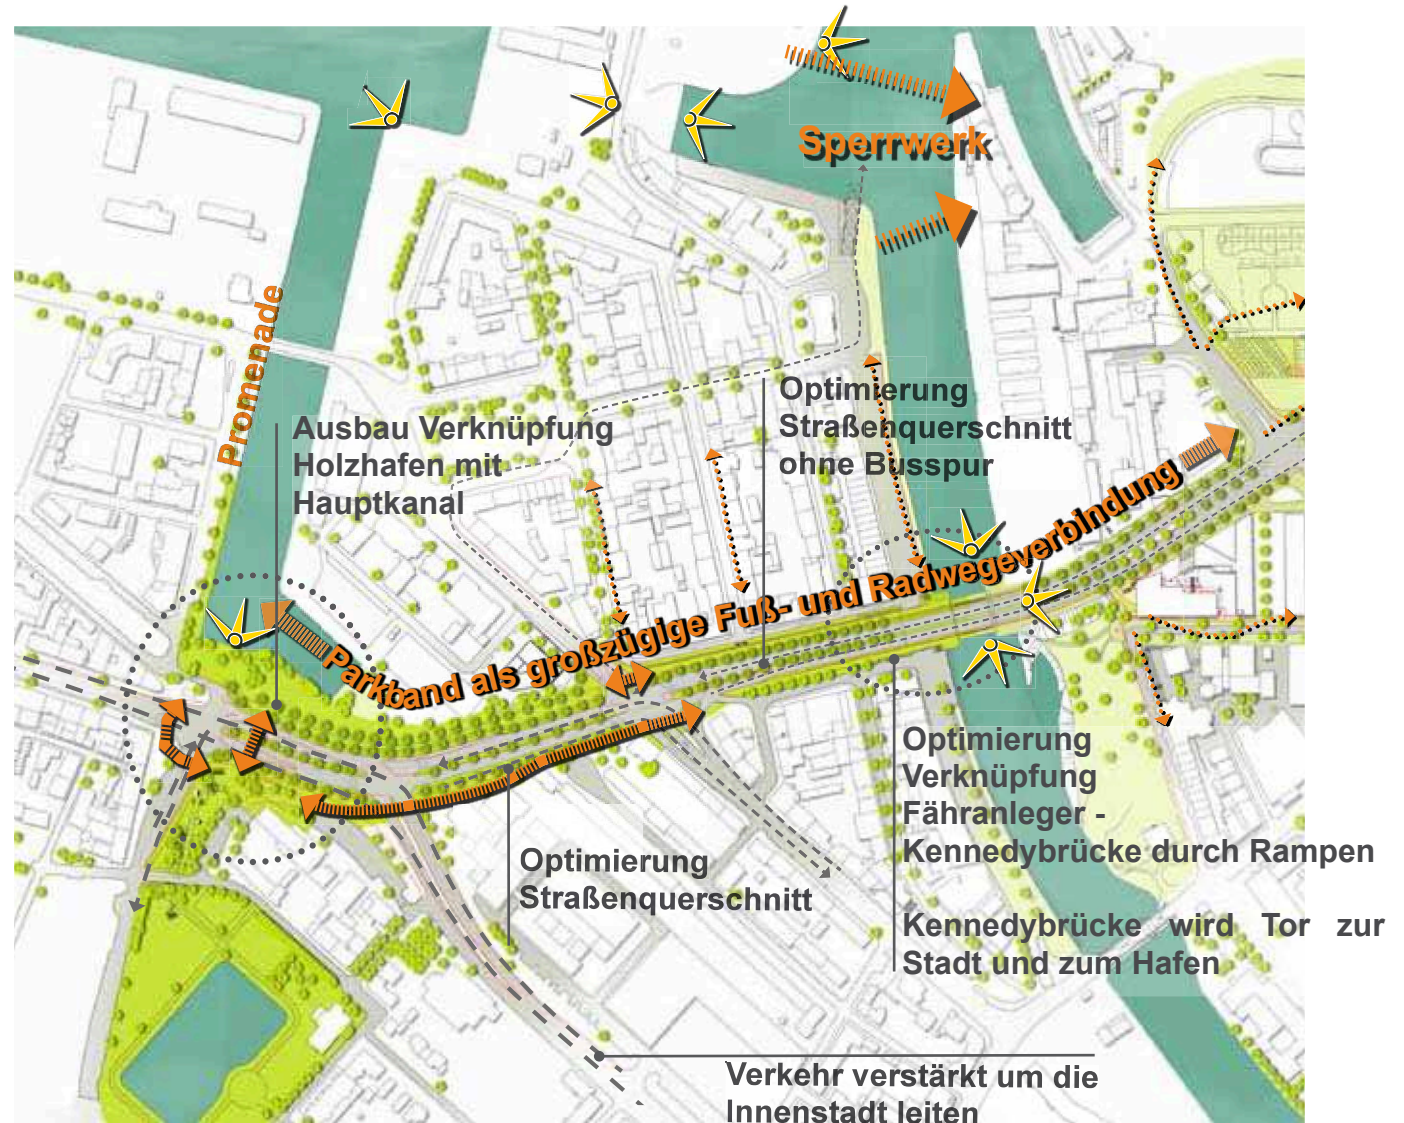 Sperrwerk
Promenade
Optimierung
Straßenquerschnitt
ohne Busspur
Ausbau Verknüpfung
Holzhafen mit
Hauptkanal
Parkband als großzügige Fuß- und Radwegeverbindung
Optimierung
Verknüpfung
Fähranleger -
Kennedybrücke durch Rampen
Optimierung
Straßenquerschnitt
Kennedybrücke wird Tor zur
Stadt und zum Hafen
Verkehr verstärkt um die
Innenstadt leiten